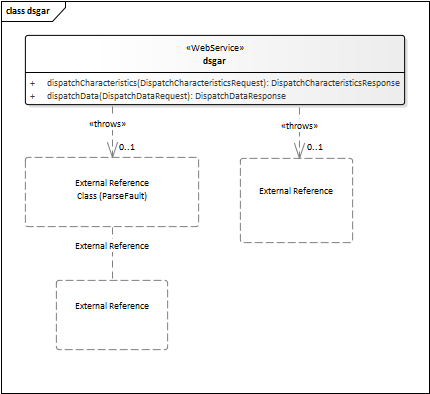 class dsgar
«WebService»
dsgar
+ dispatchCharacteristics(DispatchCharacteristicsRequest): DispatchCharacteristicsResponse
+ dispatchData(DispatchDataRequest): DispatchDataResponse
«throws»
«throws»
0..1
0..1
External Reference
Class (ParseFault)
External Reference
External Reference
External Reference